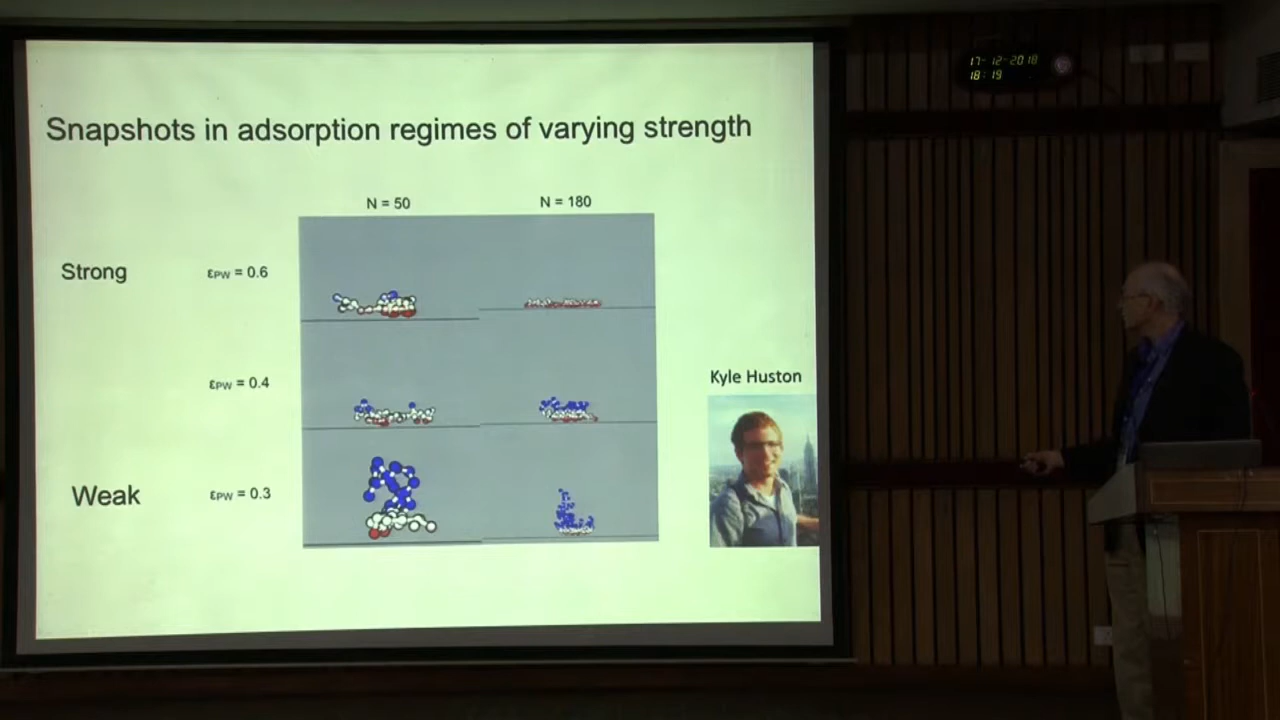 17-12-2018
18:19
Snapshots in adsorption regimes of varying strength
N = 50
N = 180
Strong
εPW = 0.6
εPW = 0.4
Kyle Huston
Weak
εPW = 0.3